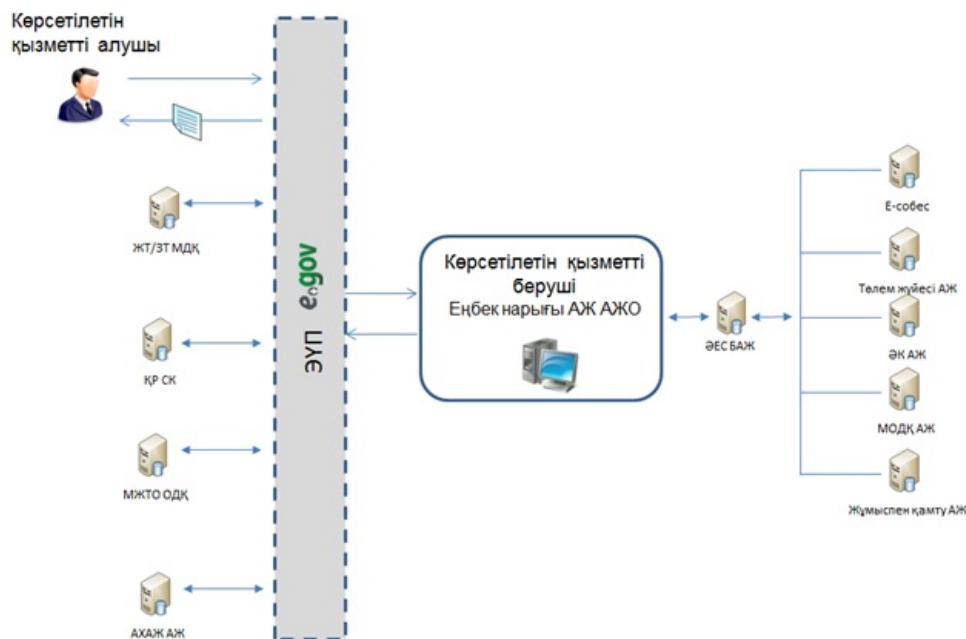 Көрсетілетін
қызметті алушы
ЖТ/ЗТ МДҚ
ҚР СК
МЖТО ОДҚ
АХАЖ АЖ
ЭҮП
e.gov
Көрсетілетін қызметті
беруші
Еңбек нарығы АЖ АЖО
ӘЕС БАЖ
Е-собес
Төлем жүйесі АЖ
ӘК АЖ
МОДҚ АЖ
Жұмыспен қамту АЖ